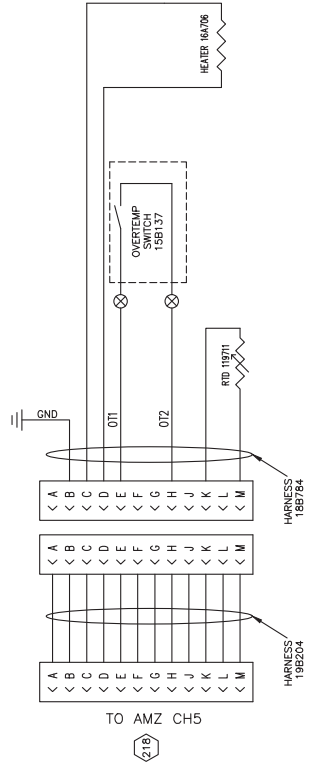 HEATER 16A706
OVERTEMP
SWITCH
15B137
RTD 119711
GND
OT1
OT2
A
B
C
D
E
F
G
H
J
K
L
M
HARNESS
18B784
A
B
C
D
E
F
G
H
J
K
L
M
HARNESS
19B204
A
B
C
D
E
F
G
H
J
K
L
M
TO AMZ CH5
218